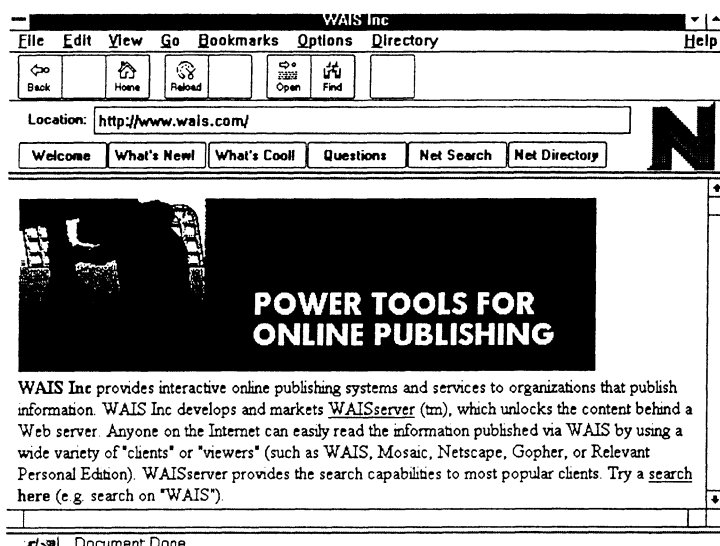 WAIS Inc
File Edit View Go Bookmarks Options Directory Help
Back Home Reload Open Find
Location: http://www.wais.com/
Welcome What's New! What's Cool! Questions Net Search Net Directory
N
POWER TOOLS FOR
ONLINE PUBLISHING
WAIS Inc provides interactive online publishing systems and services to organizations that publish
information. WAIS Inc develops and markets WAISserver (tm), which unlocks the content behind a
Web server. Anyone on the Internet can easily read the information published via WAIS by using a
wide variety of "clients" or "viewers" (such as WAIS, Mosaic, Netscape, Gopher, or Relevant
Personal Edition). WAISserver provides the search capabilities to most popular clients. Try a search
here (e.g. search on "WAIS").
Document Done